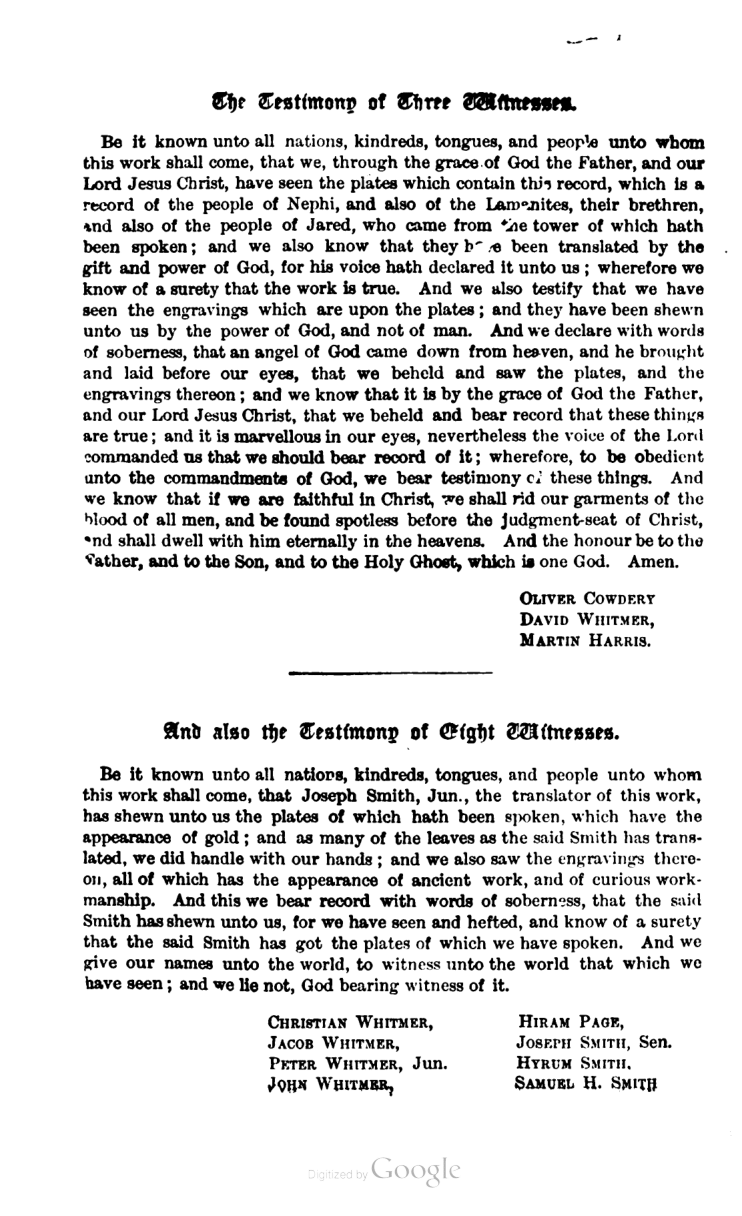 The Testimony of Three Witnesses.
Be it known unto all nations, kindreds, tongues, and people unto whom
this work shall come, that we, through the grace of God the Father, and our
Lord Jesus Christ, have seen the plates which contain this record, which is a
record of the people of Nephi, and also of the Lamanites, their brethren,
and also of the people of Jared, who came from the tower of which hath
been spoken; and we also know that they have been translated by the
gift and power of God, for his voice hath declared it unto us; wherefore we
know of a surety that the work is true. And we also testify that we have
seen the engravings which are upon the plates; and they have been shewn
unto us by the power of God, and not of man. And we declare with words
of soberness, that an angel of God came down from heaven, and he brought
and laid before our eyes, that we beheld and saw the plates, and the
engravings thereon; and we know that it is by the grace of God the Father,
and our Lord Jesus Christ, that we beheld and bear record that these things
are true; and it is marvellous in our eyes, nevertheless the voice of the Lord
commanded us that we should bear record of it; wherefore, to be obedient
unto the commandments of God, we bear testimony of these things. And
we know that if we are faithful in Christ, we shall rid our garments of the
blood of all men, and be found spotless before the judgment-seat of Christ,
and shall dwell with him eternally in the heavens. And the honour be to the
Father, and to the Son, and to the Holy Ghost, which is one God. Amen.
OLIVER COWDERY
DAVID WHITMER,
MARTIN HARRIS.
And also the Testimony of Eight Witnesses.
Be it known unto all nations, kindreds, tongues, and people unto whom
this work shall come, that Joseph Smith, Jun., the translator of this work,
has shewn unto us the plates of which hath been spoken, which have the
appearance of gold; and as many of the leaves as the said Smith has trans-
lated, we did handle with our hands; and we also saw the engravings there-
on, all of which has the appearance of ancient work, and of curious work-
manship. And this we bear record with words of soberness, that the said
Smith has shewn unto us, for we have seen and hefted, and know of a surety
that the said Smith has got the plates of which we have spoken. And we
give our names unto the world, to witness unto the world that which we
have seen; and we lie not, God bearing witness of it.
CHRISTIAN WHITMER,
JACOB WHITMER,
PETER WHITMER, Jun.
JOHN WHITMER,
HIRAM PAGE,
JOSEPH SMITH, Sen.
HYRUM SMITH.
SAMUEL H. SMITH
Digitized by Google